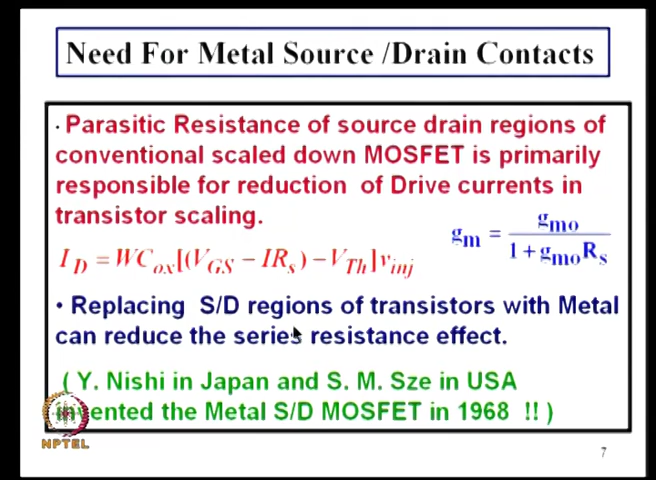 Need For Metal Source /Drain Contacts
· Parasitic Resistance of source drain regions of
conventional scaled down MOSFET is primarily
responsible for reduction of Drive currents in
transistor scaling.
g_m = g_mo / (1 + g_mo R_s)
I_D = WC_ox[(V_GS − IR_s) − V_Th] v_inj
• Replacing S/D regions of transistors with Metal
can reduce the series resistance effect.
( Y. Nishi in Japan and S. M. Sze in USA
invented the Metal S/D MOSFET in 1968 !! )
NPTEL
7